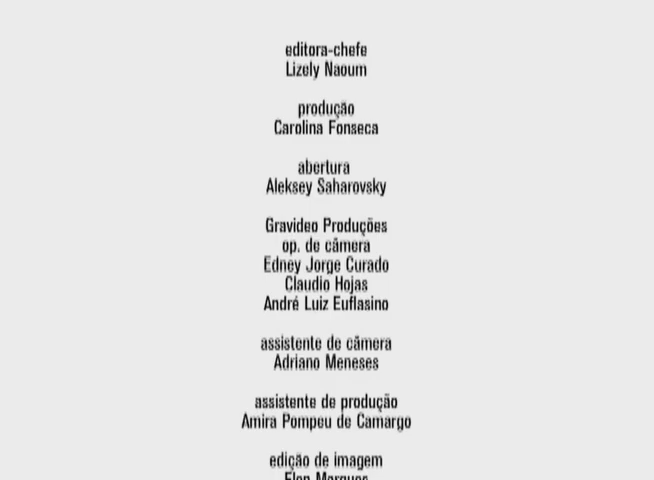 editora-chefe
Lizely Naoum
produção
Carolina Fonseca
abertura
Aleksey Saharovsky
Gravideo Produções
op. de câmera
Edney Jorge Curado
Claudio Hojas
André Luiz Euflasino
assistente de câmera
Adriano Meneses
assistente de produção
Amira Pompeu de Camargo
edição de imagem